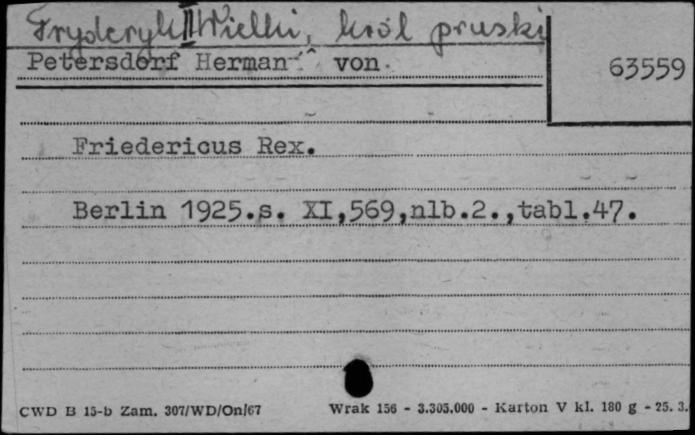 Fryderyk II Wielki, król pruski
Petersdorf Herman von.
63559
Friedericus Rex.
Berlin 1925.s. XI,569,nlb.2.,tabl.47.
CWD B 15-b Zam. 307/WD/On/67 Wrak 156 - 3.305.000 - Karton V kl. 180 g - 25. 3.